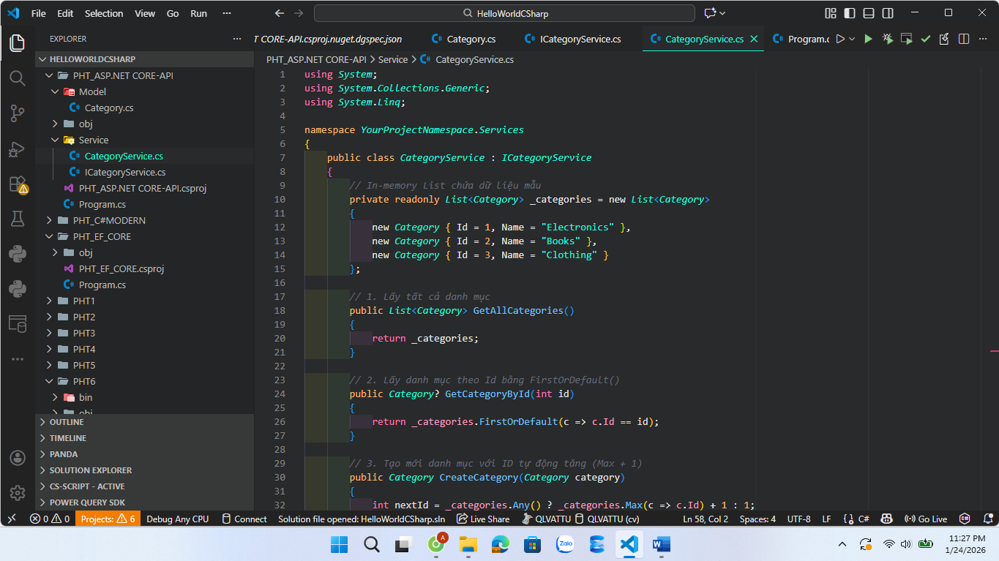 File Edit Selection View Go Run ··· HelloWorldCSharp
EXPLORER ···
HELLOWORLDCSHARP
PHT_ASP.NET CORE-API
Model
Category.cs
obj
Service
CategoryService.cs
ICategoryService.cs
PHT_ASP.NET CORE-API.csproj
Program.cs
PHT_C#MODERN
PHT_EF_CORE
obj
PHT_EF_CORE.csproj
Program.cs
PHT1
PHT2
PHT3
PHT4
PHT5
PHT6
bin
obj
OUTLINE
TIMELINE
PANDA
SOLUTION EXPLORER
CS-SCRIPT - ACTIVE
POWER QUERY SDK
T CORE-API.csproj.nuget.dgspec.json Category.cs ICategoryService.cs CategoryService.cs Program.c
PHT_ASP.NET CORE-API > Service > CategoryService.cs
1 using System;
2 using System.Collections.Generic;
3 using System.Linq;
4
5 namespace YourProjectNamespace.Services
6 {
7 public class CategoryService : ICategoryService
8 {
9 // In-memory List chứa dữ liệu mẫu
10 private readonly List<Category> _categories = new List<Category>
11 {
12 new Category { Id = 1, Name = "Electronics" },
13 new Category { Id = 2, Name = "Books" },
14 new Category { Id = 3, Name = "Clothing" }
15 };
16
17 // 1. Lấy tất cả danh mục
18 public List<Category> GetAllCategories()
19 {
20 return _categories;
21 }
22
23 // 2. Lấy danh mục theo Id bằng FirstOrDefault()
24 public Category? GetCategoryById(int id)
25 {
26 return _categories.FirstOrDefault(c => c.Id == id);
27 }
28
29 // 3. Tạo mới danh mục với ID tự động tăng (Max + 1)
30 public Category CreateCategory(Category category)
31 {
32 int nextId = _categories.Any() ? _categories.Max(c => c.Id) + 1 : 1;
0 0 Projects: 6 Debug Any CPU Connect Solution file opened: HelloWorldCSharp.sln Live Share QLVATTU QLVATTU (cv) Ln 58, Col 2 Spaces: 4 UTF-8 LF {} C# Go Live
A Zalo W
11:27 PM
1/24/2026